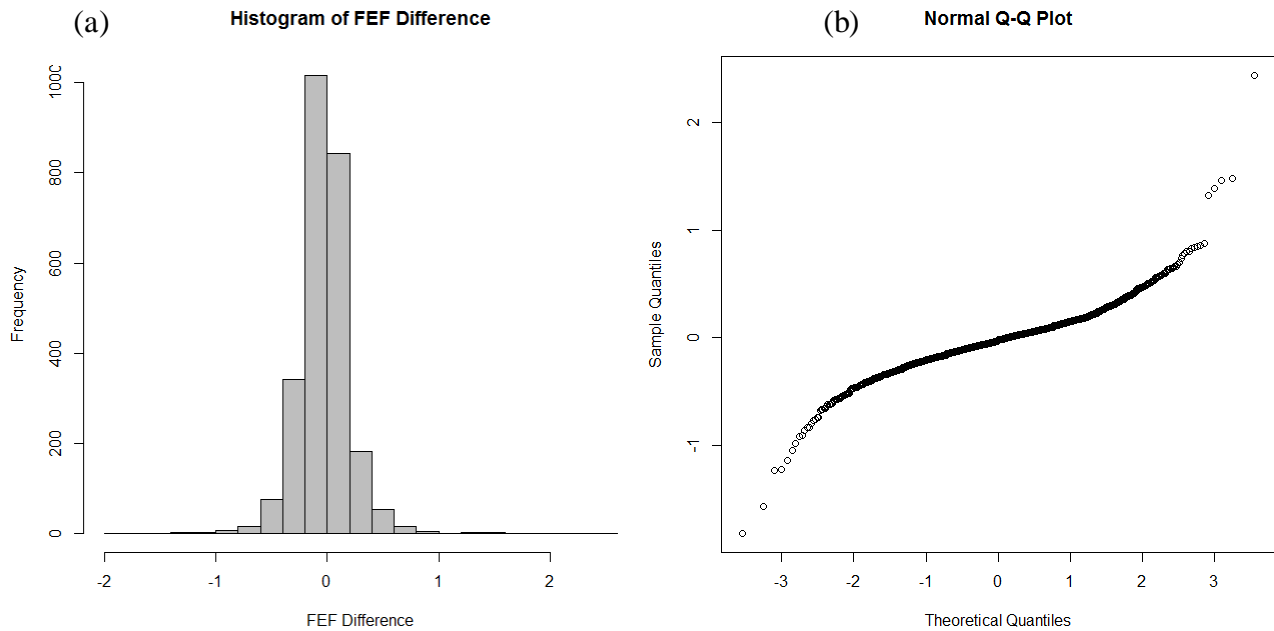 (a)
Histogram of FEF Difference
Frequency
0
200
400
600
800
1000
-2
-1
0
1
2
FEF Difference
(b)
Normal Q-Q Plot
Sample Quantiles
-1
0
1
2
-3
-2
-1
0
1
2
3
Theoretical Quantiles